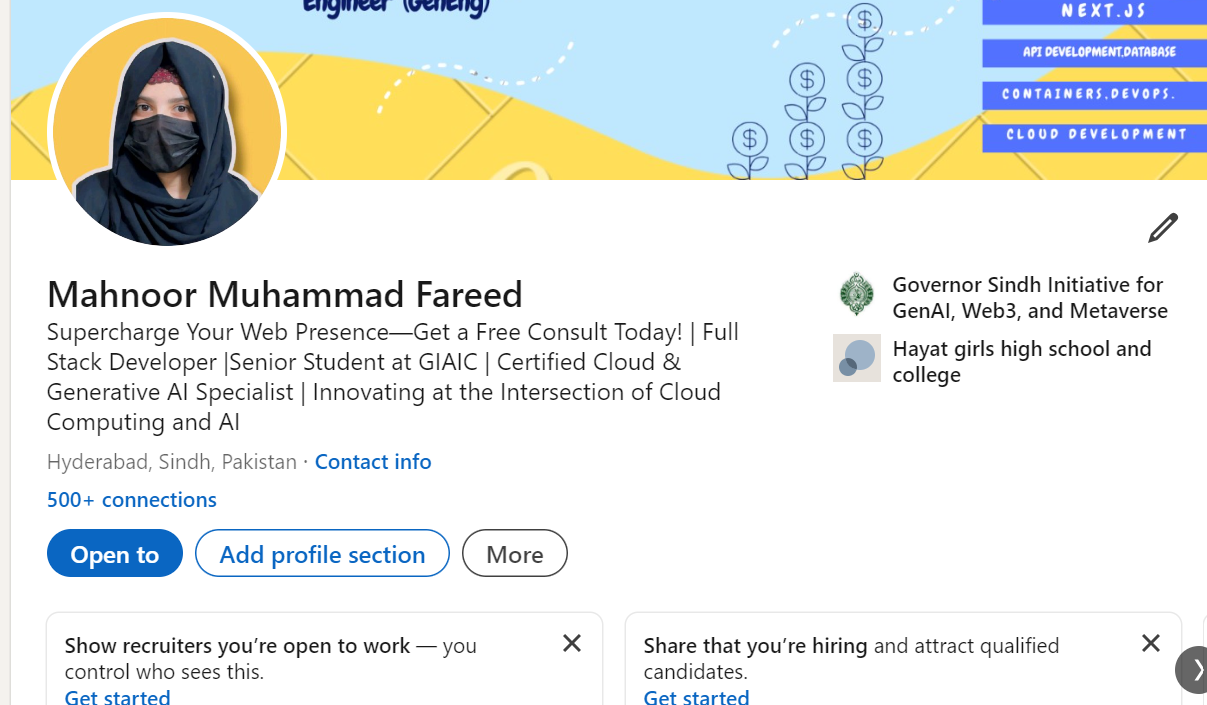 Engineer (GenEng)
NEXT.JS
API DEVELOPMENT,DATABASE
CONTAINERS,DEVOPS.
CLOUD DEVELOPMENT
Mahnoor Muhammad Fareed
Supercharge Your Web Presence—Get a Free Consult Today! | Full
Stack Developer |Senior Student at GIAIC | Certified Cloud &
Generative AI Specialist | Innovating at the Intersection of Cloud
Computing and AI
Hyderabad, Sindh, Pakistan · Contact info
500+ connections
Open to
Add profile section
More
Governor Sindh Initiative for
GenAI, Web3, and Metaverse
Hayat girls high school and
college
Show recruiters you’re open to work — you
control who sees this.
Get started
Share that you’re hiring and attract qualified
candidates.
Get started